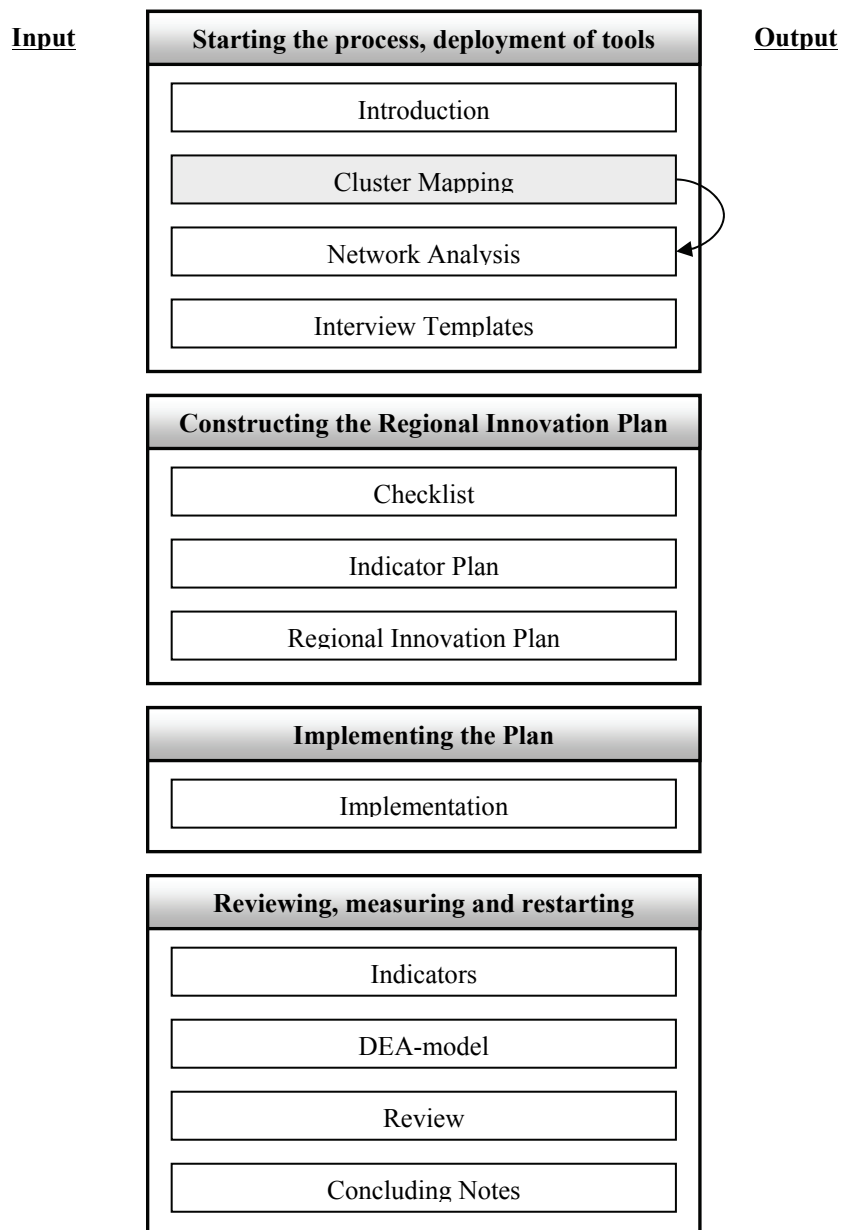 Input
Starting the process, deployment of tools
Output
Introduction
Cluster Mapping
Network Analysis
Interview Templates
Constructing the Regional Innovation Plan
Checklist
Indicator Plan
Regional Innovation Plan
Implementing the Plan
Implementation
Reviewing, measuring and restarting
Indicators
DEA-model
Review
Concluding Notes